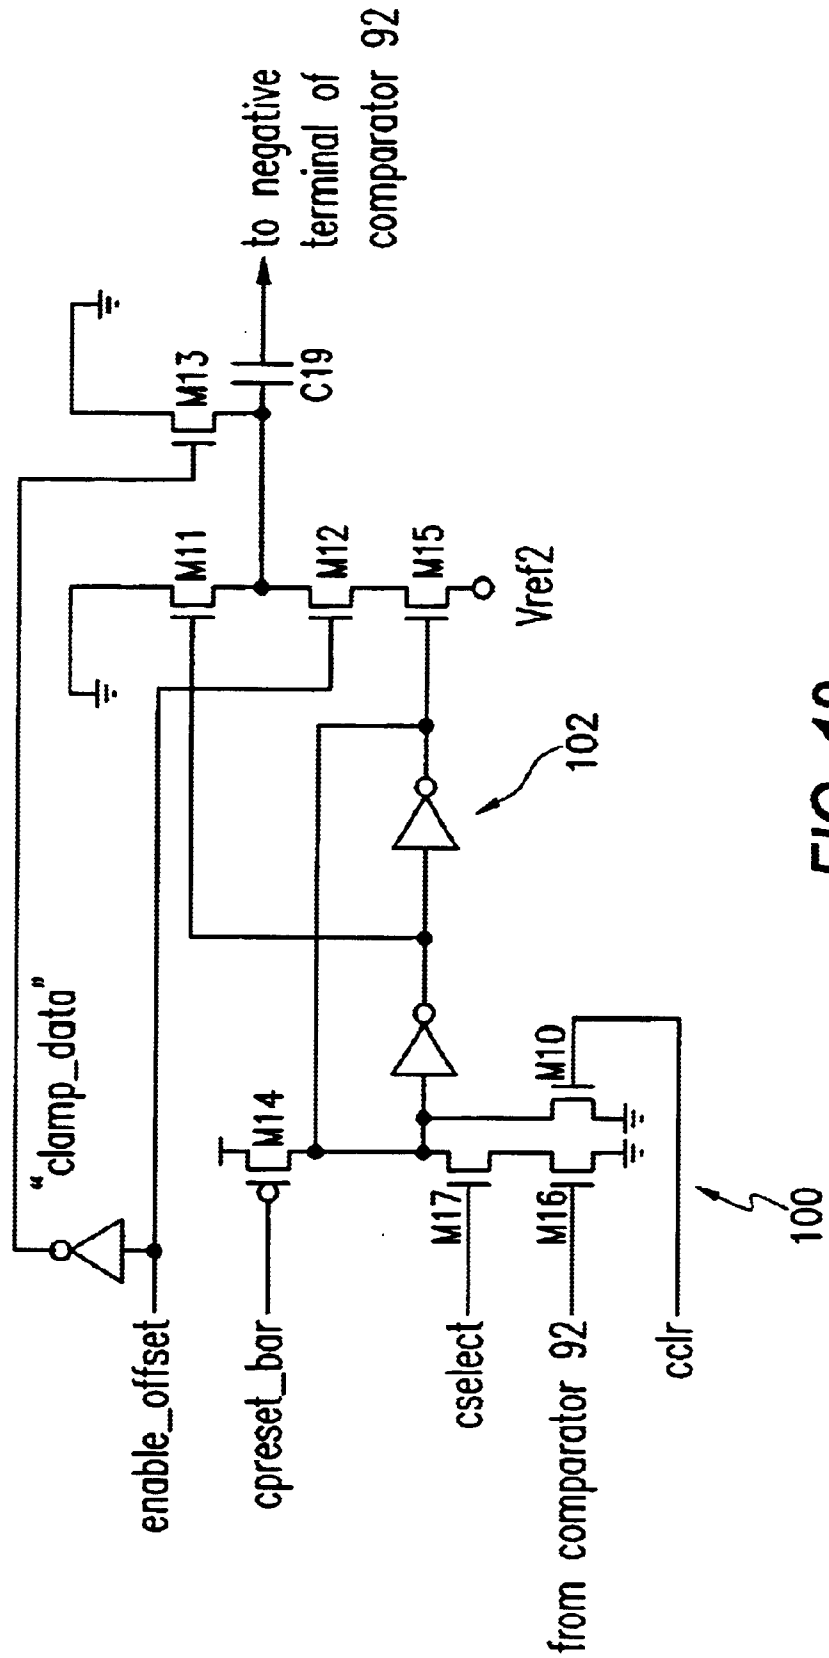 "clamp_data"
enable_offset
cpreset_bar
cselect
from comparator 92
cclr
100
M14
M17
M16
M10
102
M11
M12
M15
Vref2
M13
C19
to negative
terminal of
comparator 92
FIG.